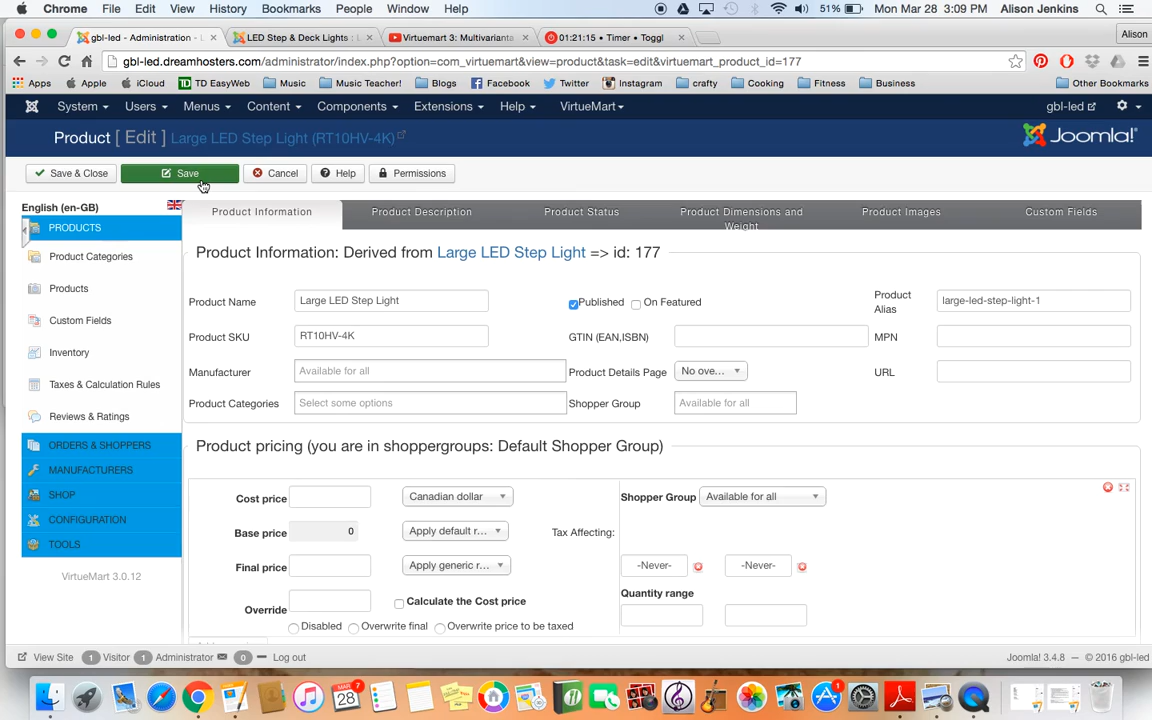 Chrome File Edit View History Bookmarks People Window Help 51% Mon Mar 28 3:09 PM Alison Jenkins
gbl-led - Administration - L LED Step & Deck Lights : L Virtuemart 3: Multivarianta 01:21:15 • Timer • Toggl Alison
gbl-led.dreamhosters.com/administrator/index.php?option=com_virtuemart&view=product&task=edit&virtuemart_product_id=177
Apps Apple iCloud TD EasyWeb Music Music Teacher! Blogs Facebook Twitter Instagram crafty Cooking Fitness Business Other Bookmarks
System Users Menus Content Components Extensions Help VirtueMart gbl-led
Product [ Edit ] Large LED Step Light (RT10HV-4K) Joomla!
Save & Close Save Cancel Help Permissions
English (en-GB)
Product Information Product Description Product Status Product Dimensions and Weight Product Images Custom Fields
PRODUCTS
Product Categories
Products
Custom Fields
Inventory
Taxes & Calculation Rules
Reviews & Ratings
ORDERS & SHOPPERS
MANUFACTURERS
SHOP
CONFIGURATION
TOOLS
VirtueMart 3.0.12
Product Information: Derived from Large LED Step Light => id: 177
Product Name Large LED Step Light Published On Featured Product Alias large-led-step-light-1
Product SKU RT10HV-4K GTIN (EAN,ISBN) MPN
Manufacturer Available for all Product Details Page No ove... URL
Product Categories Select some options Shopper Group Available for all
Product pricing (you are in shoppergroups: Default Shopper Group)
Cost price Canadian dollar Shopper Group Available for all
Base price 0 Apply default r... Tax Affecting:
Final price Apply generic r... -Never- -Never-
Quantity range
Override Calculate the Cost price
Disabled Overwrite final Overwrite price to be taxed
View Site 1 Visitor 1 Administrator 0 Log out Joomla! 3.4.8 — © 2016 gbl-led
MAR 28 7 1